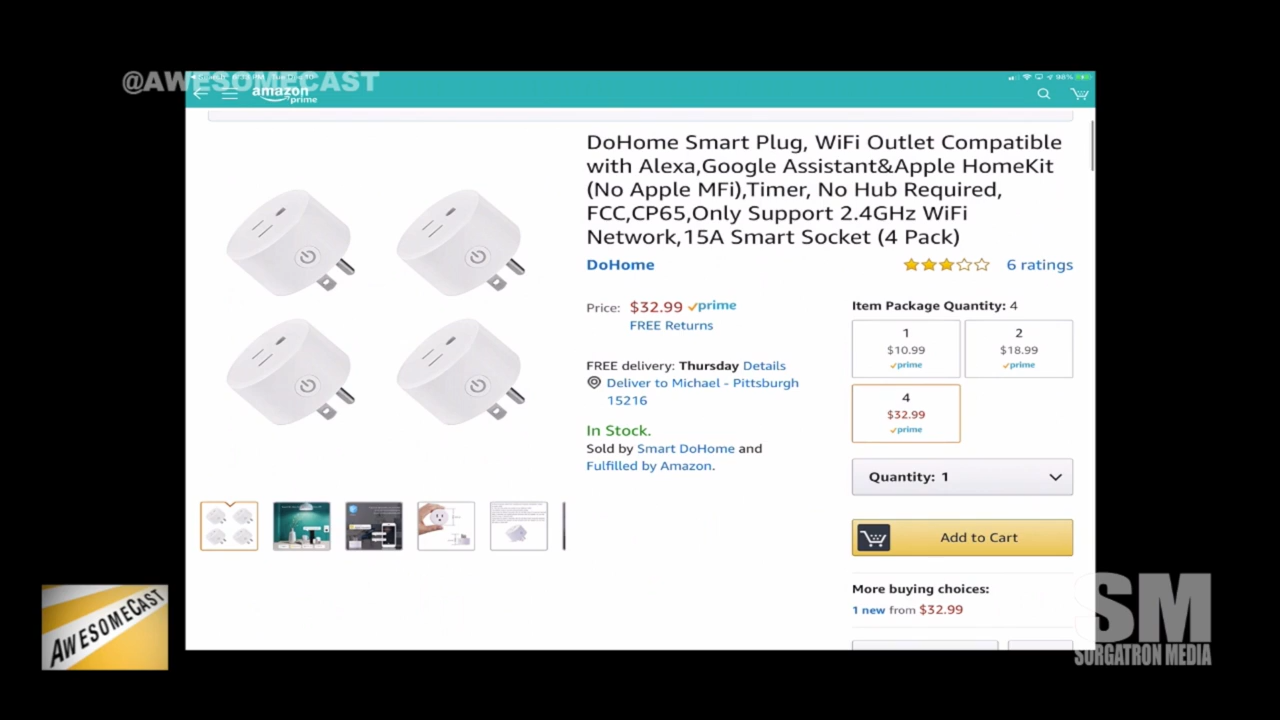 @AWESOMECAST
98%
amazon
prime
DoHome Smart Plug, WiFi Outlet Compatible
with Alexa,Google Assistant&Apple HomeKit
(No Apple MFi),Timer, No Hub Required,
FCC,CP65,Only Support 2.4GHz WiFi
Network,15A Smart Socket (4 Pack)
DoHome
6 ratings
Price: $32.99 prime
FREE Returns
Item Package Quantity: 4
1
$10.99
prime
2
$18.99
prime
4
$32.99
prime
FREE delivery: Thursday Details
Deliver to Michael - Pittsburgh
15216
In Stock.
Sold by Smart DoHome and
Fulfilled by Amazon.
Quantity: 1
Add to Cart
More buying choices:
1 new from $32.99
AWESOMECAST
SM
SORGATRON MEDIA